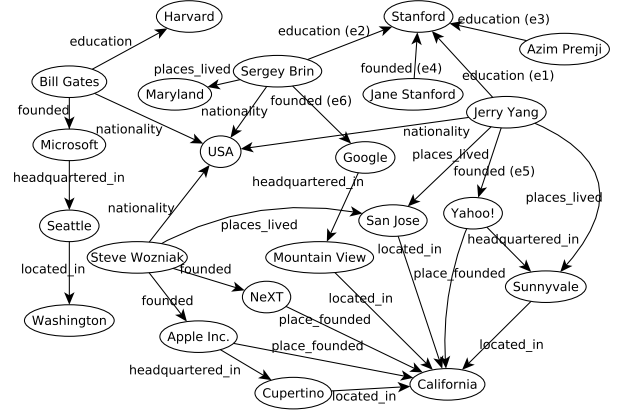 Harvard
Stanford
education (e3)
education (e2)
education
Azim Premji
places_lived
Sergey Brin
founded (e4)
education (e1)
Bill Gates
Maryland
Jane Stanford
founded
nationality
founded (e6)
Jerry Yang
nationality
nationality
Microsoft
USA
Google
places_lived
founded (e5)
headquartered_in
headquartered_in
places_lived
nationality
San Jose
Yahoo!
Seattle
places_lived
headquartered_in
located_in
Steve Wozniak
Mountain View
located_in
founded
place_founded
Sunnyvale
founded
NeXT
located_in
Washington
place_founded
Apple Inc.
place_founded
located_in
headquartered_in
Cupertino
located_in
California